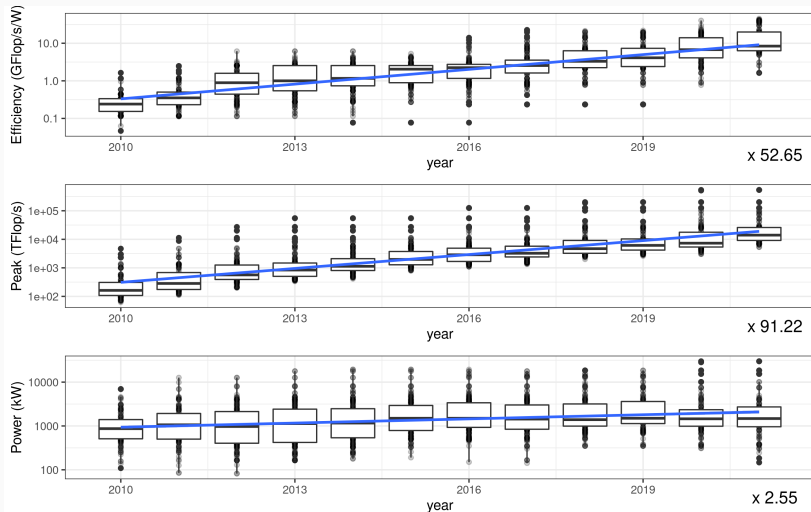 Efficiency (GFlop/s/W)
10.0
1.0
0.1
2010
2013
2016
2019
year
x 52.65
Peak (TFlop/s)
1e+05
1e+04
1e+03
1e+02
2010
2013
2016
2019
year
x 91.22
Power (kW)
10000
1000
100
2010
2013
2016
2019
year
x 2.55